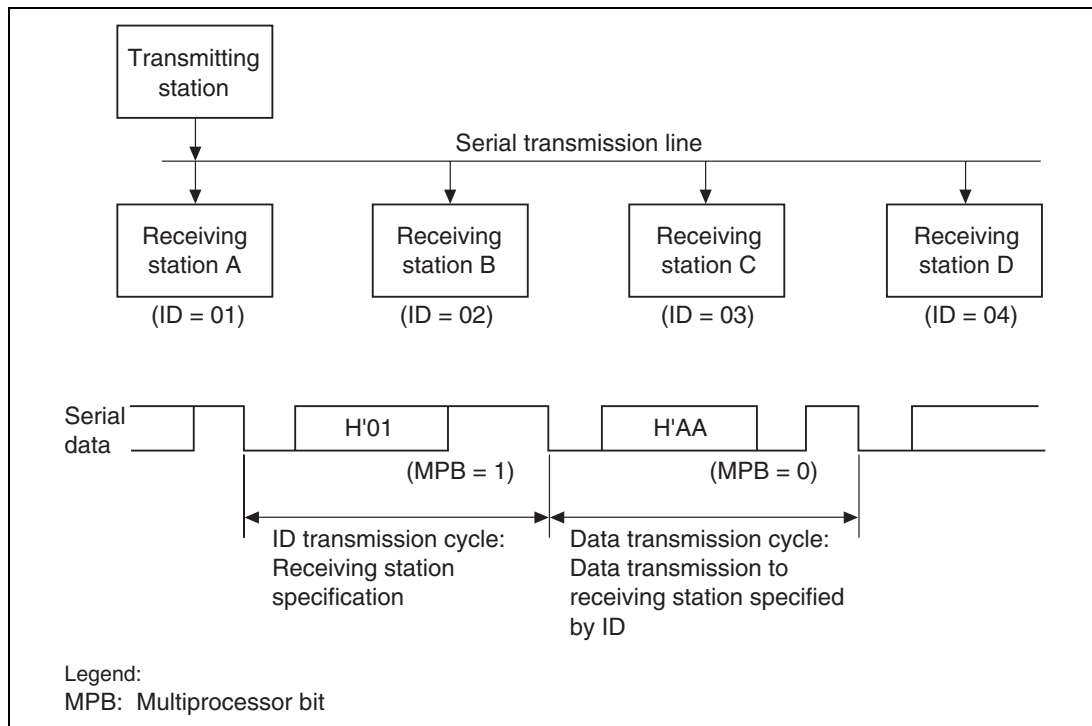 Transmitting
station
Serial transmission line
Receiving
station A
Receiving
station B
Receiving
station C
Receiving
station D
(ID = 01)
(ID = 02)
(ID = 03)
(ID = 04)
Serial
data
H'01
H'AA
(MPB = 1)
(MPB = 0)
ID transmission cycle:
Receiving station
specification
Data transmission cycle:
Data transmission to
receiving station specified
by ID
Legend:
MPB: Multiprocessor bit